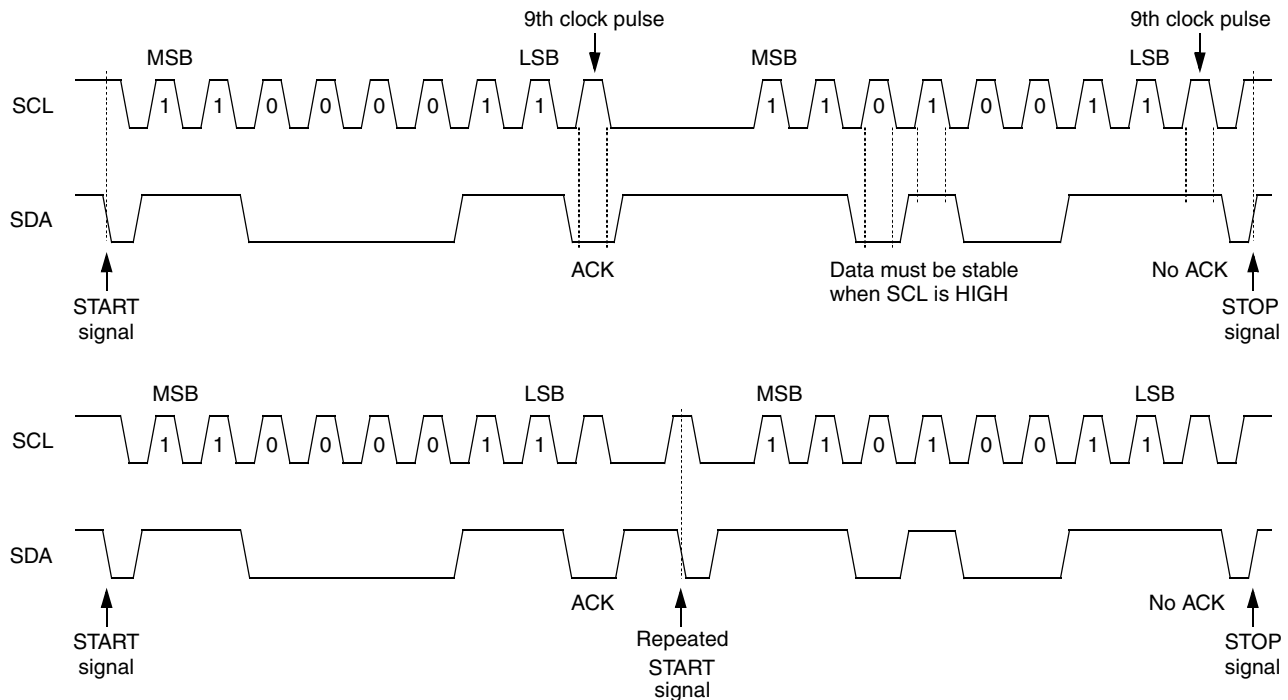 9th clock pulse 9th clock pulse
MSB LSB MSB LSB
SCL 1 1 0 0 0 0 1 1 1 1 0 1 0 0 1 1
SDA
ACK Data must be stable No ACK
when SCL is HIGH
START STOP
signal signal
MSB LSB MSB LSB
SCL 1 1 0 0 0 0 1 1 1 1 0 1 0 0 1 1
SDA
ACK No ACK
START Repeated STOP
signal START signal
signal